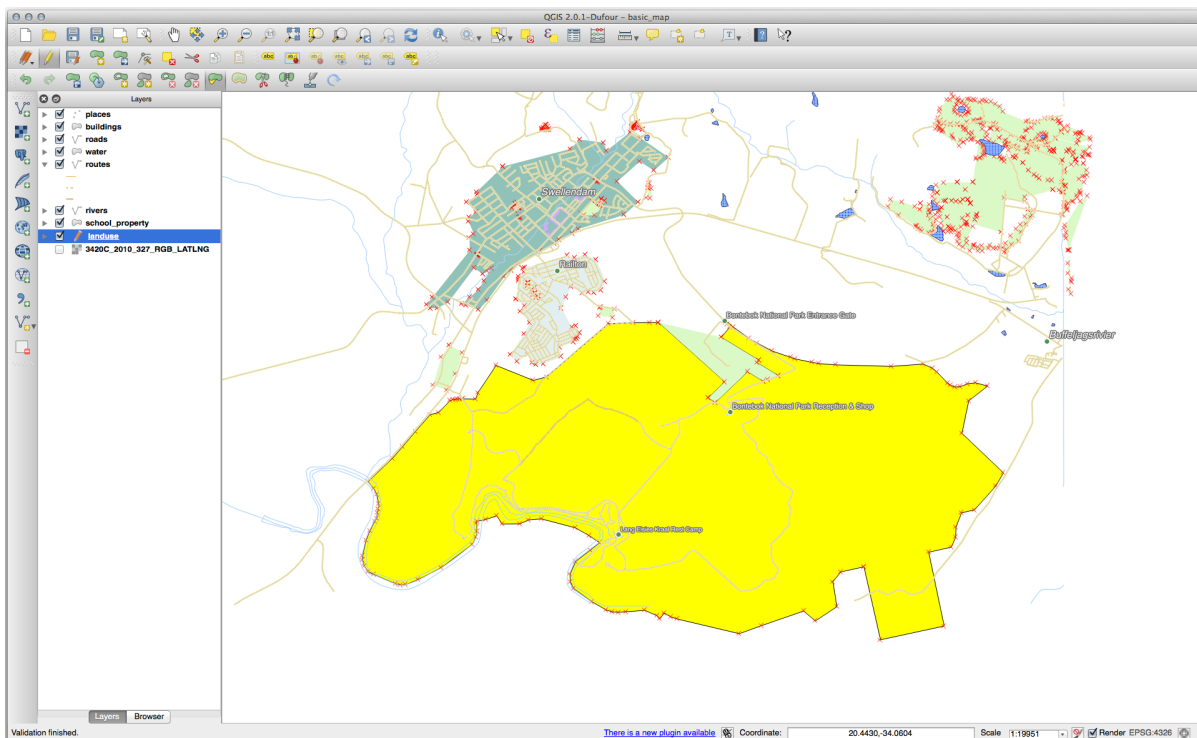 QGIS 2.0.1-Dufour - basic_map
Layers
places
buildings
roads
water
routes
rivers
school_property
landuse
3420C_2010_327_RGB_LATLNG
Swellendam
Railton
Bontebok National Park Entrance Gate
Buffeljagsrivier
Bontebok National Park Reception & Shop
Lang Elsies Kraal Rest Camp
Layers
Browser
Validation finished.
There is a new plugin available
Coordinate:
20.4430,-34.0604
Scale
1:19951
Render
EPSG:4326